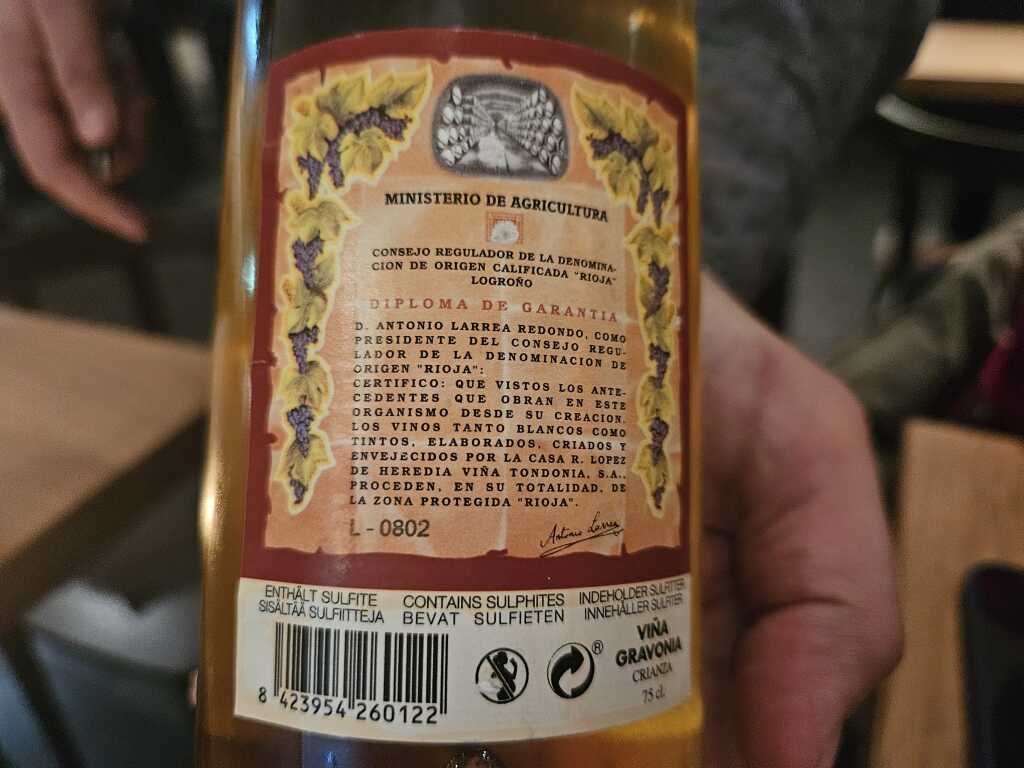 MINISTERIO DE AGRICULTURA
CONSEJO REGULADOR DE LA DENOMINA-
CION DE ORIGEN CALIFICADA "RIOJA"
LOGROÑO
DIPLOMA DE GARANTIA
D. ANTONIO LARREA REDONDO, COMO
PRESIDENTE DEL CONSEJO REGU-
LADOR DE LA DENOMINACION DE
ORIGEN "RIOJA":
CERTIFICO: QUE VISTOS LOS ANTE-
CEDENTES QUE OBRAN EN ESTE
ORGANISMO DESDE SU CREACION,
LOS VINOS TANTO BLANCOS COMO
TINTOS, ELABORADOS, CRIADOS Y
ENVEJECIDOS POR LA CASA R. LOPEZ
DE HEREDIA VIÑA TONDONIA, S.A.,
PROCEDEN, EN SU TOTALIDAD, DE
LA ZONA PROTEGIDA "RIOJA".
L - 0802
Antonio Larrea
ENTHÄLT SULFITE CONTAINS SULPHITES INDEHOLDER SULFITTER
SISÄLTÄÄ SULFIITTEJA BEVAT SULFIETEN INNEHÅLLER SULFITER
VIÑA
GRAVONIA
CRIANZA
75 cl.
®
8 423954 260122